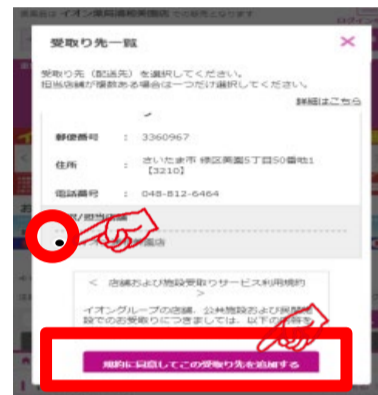 受取り先一覧
×
受取り先（配送先）を選択してください。
担当店舗が複数ある場合は一つだけ選択してください。
詳細はこちら
郵便番号 : 3360967
住所 : さいたま市 緑区美園5丁目50番地1
【3210】
電話番号 : 048-812-6464
/担当店舗
園店
< 店舗および施設受取りサービス利用規約
>
イオングループの店舗、公共施設および民間施
設でのお受取りにつきましては、以下の
規約に同意してこの受取り先を追加する